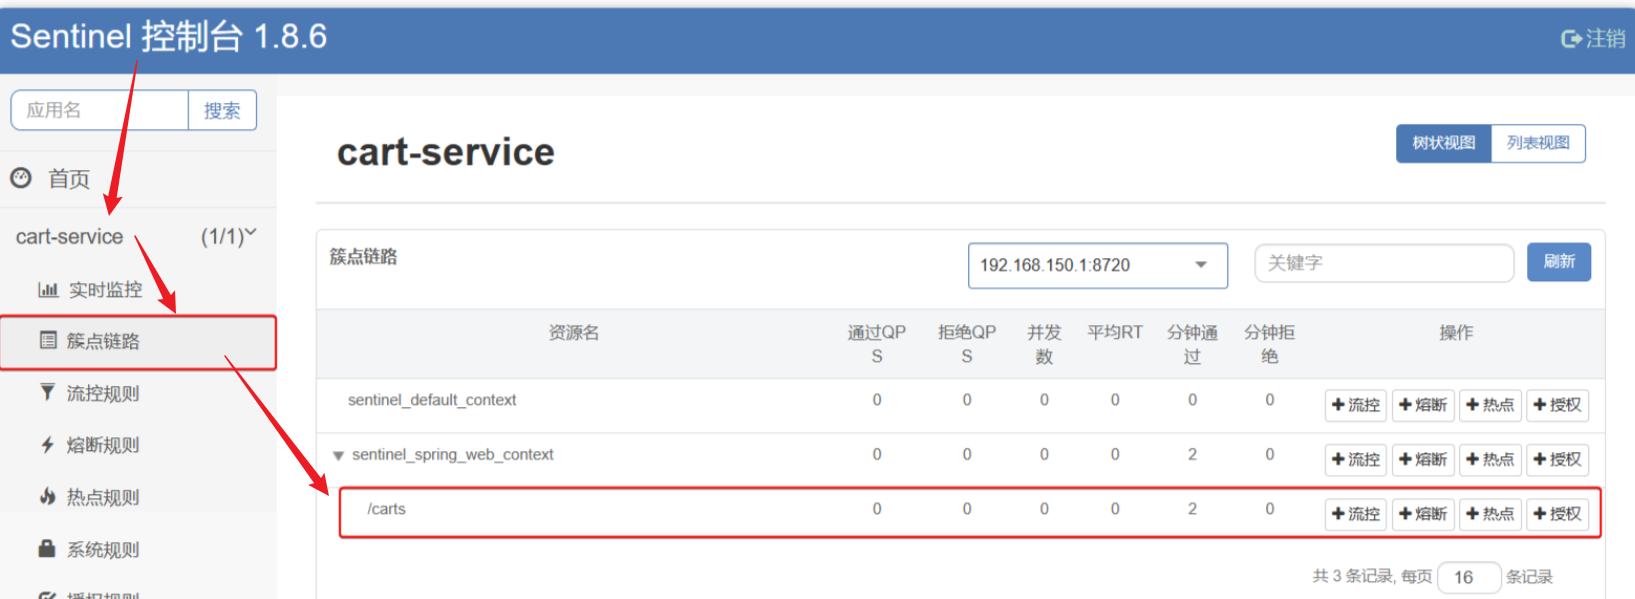 Sentinel 控制台 1.8.6
注销
应用名
搜索
首页
cart-service (1/1)
实时监控
簇点链路
流控规则
熔断规则
热点规则
系统规则
授权规则
cart-service
树状视图
列表视图
簇点链路
192.168.150.1:8720
关键字
刷新
资源名 通过QPS 拒绝QPS 并发数 平均RT 分钟通过 分钟拒绝 操作
sentinel_default_context 0 0 0 0 0 0 流控 熔断 热点 授权
sentinel_spring_web_context 0 0 0 0 2 0 流控 熔断 热点 授权
/carts 0 0 0 0 2 0 流控 熔断 热点 授权
共 3 条记录, 每页 16 条记录